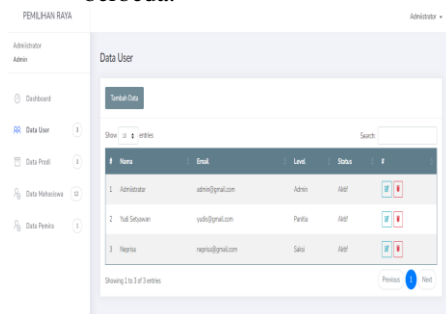 berbeda.
PEMILIHAN RAYA
Administrator
Administrator
Admin
Data User
Dashboard
Tambah Data
Data User 3
Show entries
Search:
Data Prodi 3
# Nama Email Level Status #
Data Mahasiswa
1 Administrator admin@gmail.com Admin Aktif
Data Pemira
2 Yudi Setyawan yudis@gmail.com Panitia Aktif
3 Neprisa neprisa@gmail.com Saksi Aktif
Showing 1 to 3 of 3 entries
Previous 1 Next